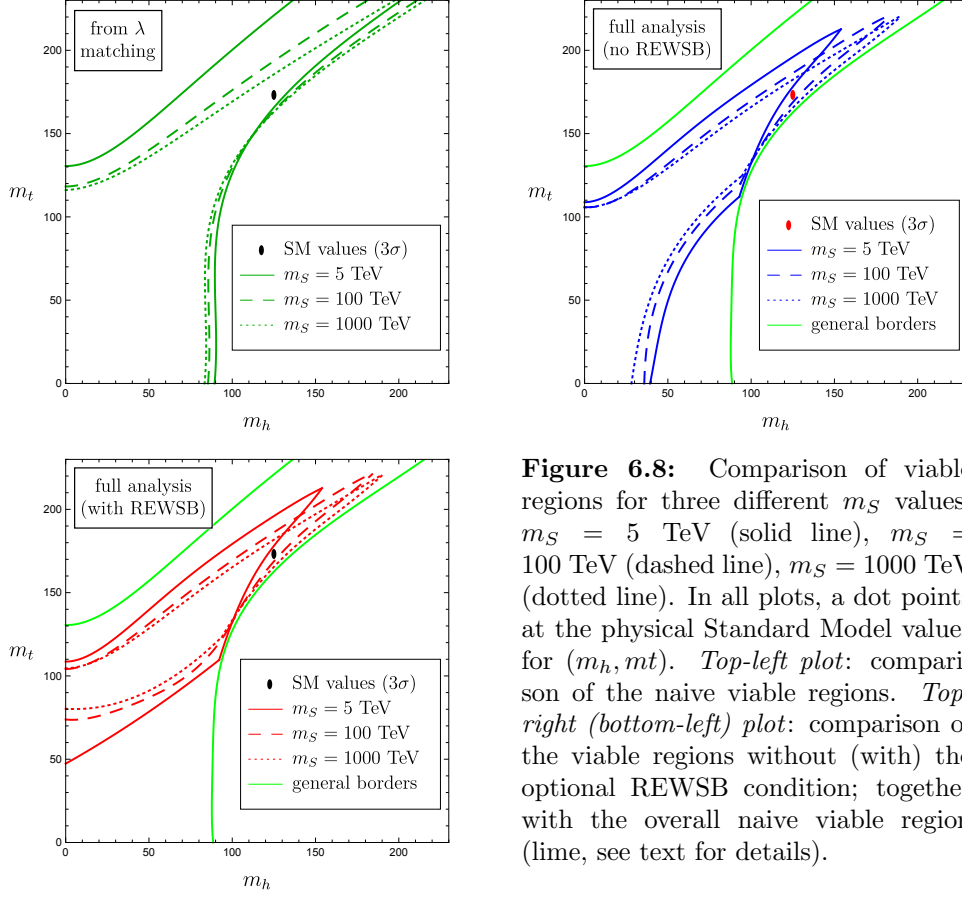 from λ
matching
200
150
m_t
100
50
0
0
50
100
150
200
m_h
SM values (3σ)
m_S = 5 TeV
m_S = 100 TeV
m_S = 1000 TeV
full analysis
(no REWSB)
200
150
m_t
100
50
0
0
50
100
150
200
m_h
SM values (3σ)
m_S = 5 TeV
m_S = 100 TeV
m_S = 1000 TeV
general borders
full analysis
(with REWSB)
200
150
m_t
100
50
0
0
50
100
150
200
m_h
SM values (3σ)
m_S = 5 TeV
m_S = 100 TeV
m_S = 1000 TeV
general borders
Figure 6.8: Comparison of viable
regions for three different m_S values
m_S = 5 TeV (solid line), m_S =
100 TeV (dashed line), m_S = 1000 TeV
(dotted line). In all plots, a dot point
at the physical Standard Model value
for (m_h, mt). Top-left plot: compari
son of the naive viable regions. Top
right (bottom-left) plot: comparison o
the viable regions without (with) the
optional REWSB condition; together
with the overall naive viable region
(lime, see text for details).